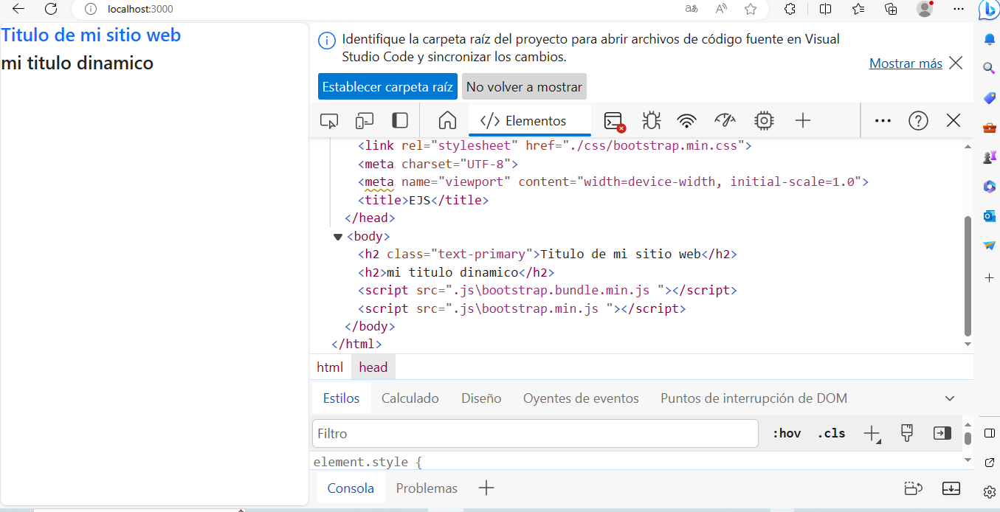 localhost:3000
aあ
A
Titulo de mi sitio web
mi titulo dinamico
Identifique la carpeta raíz del proyecto para abrir archivos de código fuente en Visual
Studio Code y sincronizar los cambios.
Mostrar más
Establecer carpeta raíz
No volver a mostrar
</> Elementos
<link rel="stylesheet" href="./css/bootstrap.min.css">
<meta charset="UTF-8">
<meta name="viewport" content="width=device-width, initial-scale=1.0">
<title>EJS</title>
</head>
<body>
<h2 class="text-primary">Titulo de mi sitio web</h2>
<h2>mi titulo dinamico</h2>
<script src=".js\bootstrap.bundle.min.js "></script>
<script src=".js\bootstrap.min.js "></script>
</body>
</html>
html head
Estilos Calculado Diseño Oyentes de eventos Puntos de interrupción de DOM
Filtro
:hov .cls
element.style {
Consola Problemas